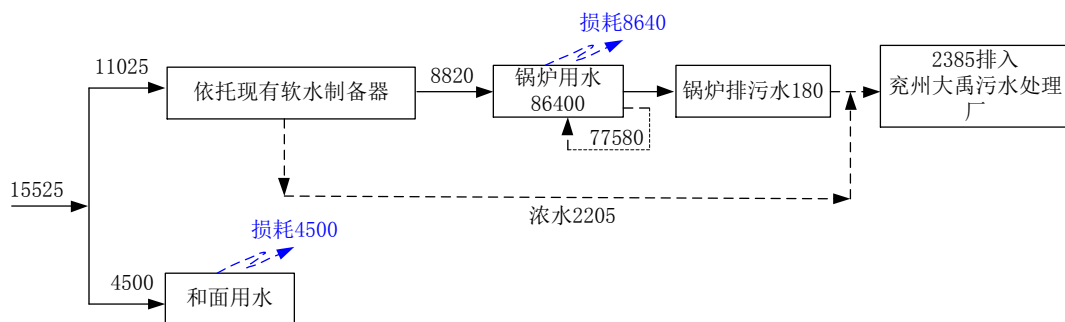 损耗8640
11025
依托现有软水制备器
8820
锅炉用水
86400
77580
锅炉排污水180
2385排入
兖州大禹污水处理
厂
15525
浓水2205
损耗4500
4500
和面用水